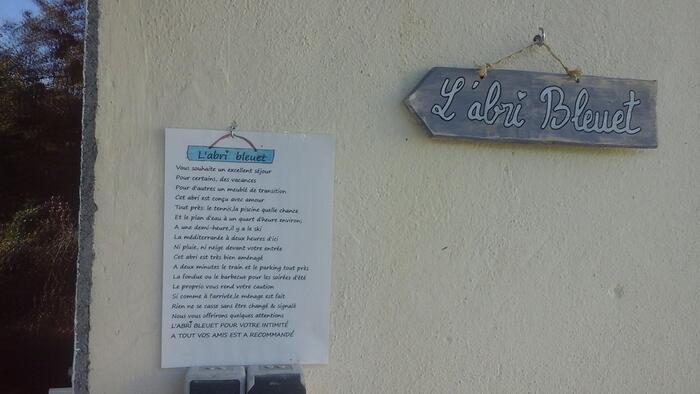 L'abri Bleuet
L'abri bleuet
Vous souhaite un excellent séjour
Pour certains, des vacances
Pour d'autres un meublé de transition
Cet abri est conçu avec amour
Tout près: le tennis,la piscine quelle chance
Et le plan d'eau à un quart d'heure environ;
A une demi-heure,il y a le ski
La méditerranée à deux heures d'ici
Ni pluie, ni neige devant votre entrée
Cet abri est très bien aménagé
A deux minutes le train et le parking tout près
La fondue ou le barbecue pour les soirées d'été
Le proprio vous rend votre caution
Si comme à l'arrivée,le ménage est fait
Rien ne se casse sans être changé & signalé
Nous vous offrirons quelques attentions
L'ABRI BLEUET POUR VOTRE INTIMITÉ
A TOUT VOS AMIS EST A RECOMMANDÉ